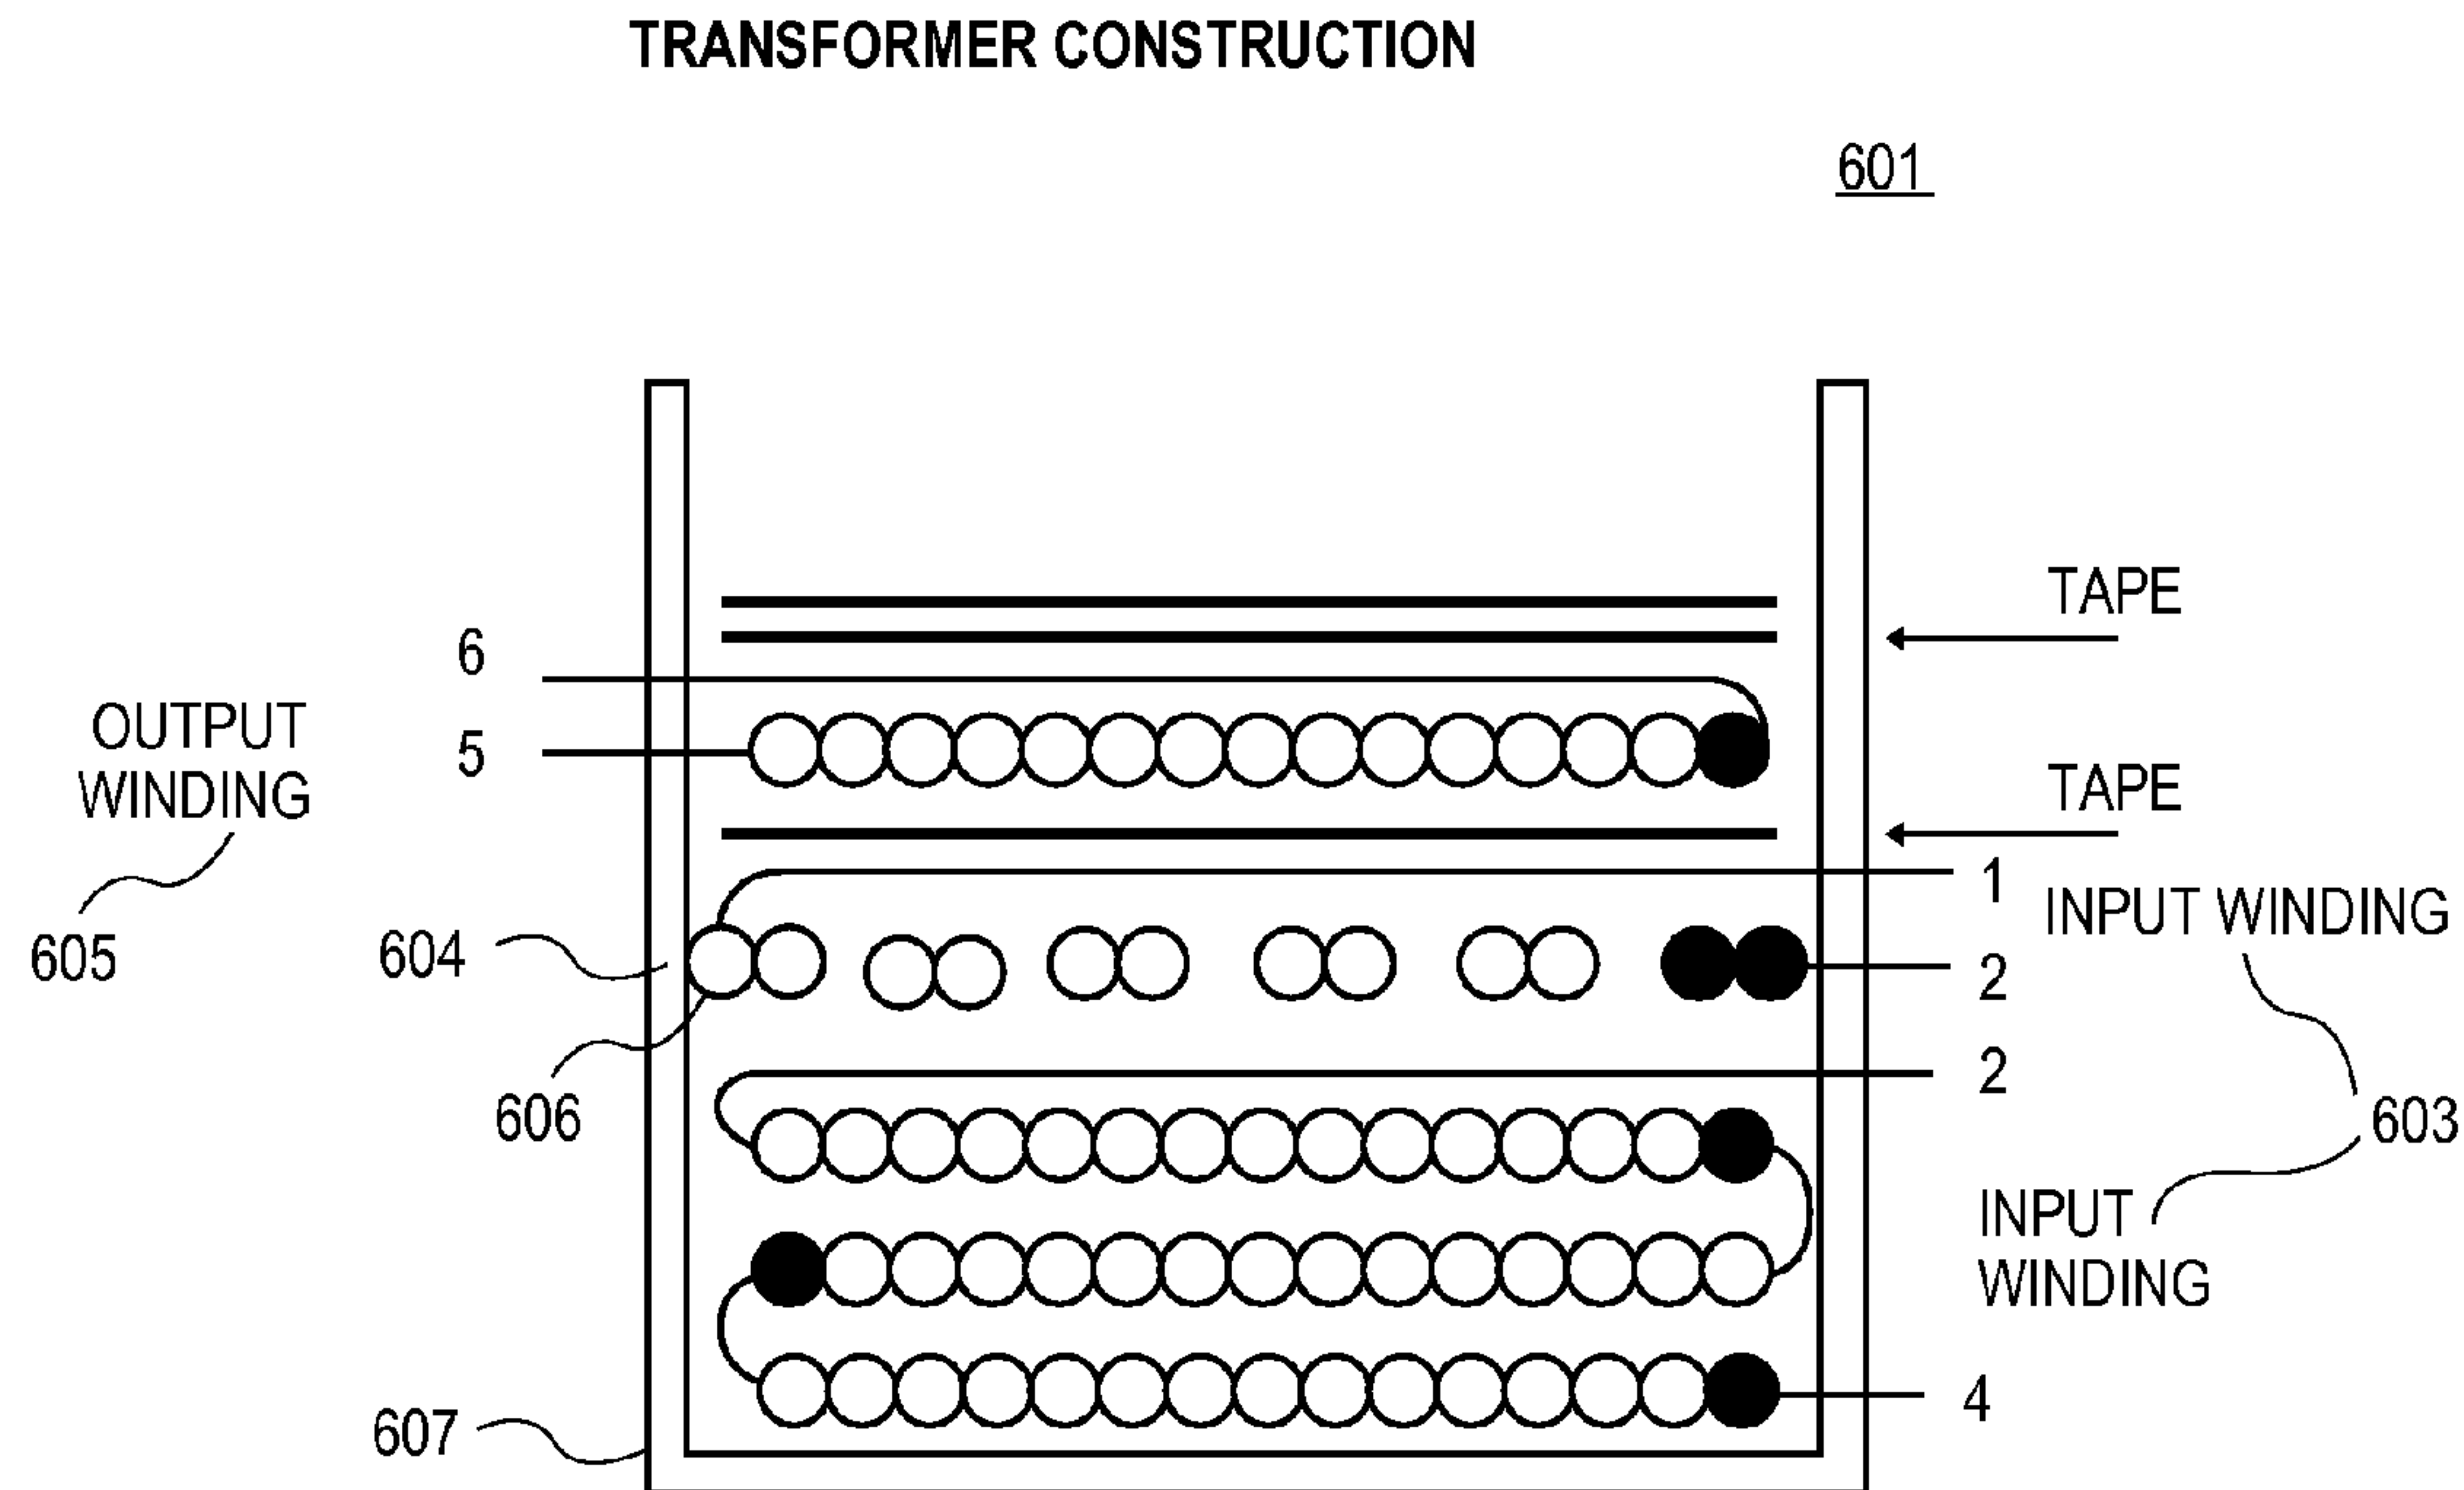 TRANSFORMER CONSTRUCTION
601
TAPE
6
OUTPUT
WINDING
5
TAPE
1
INPUT WINDING
605
604
2
606
2
603
INPUT
WINDING
607
4